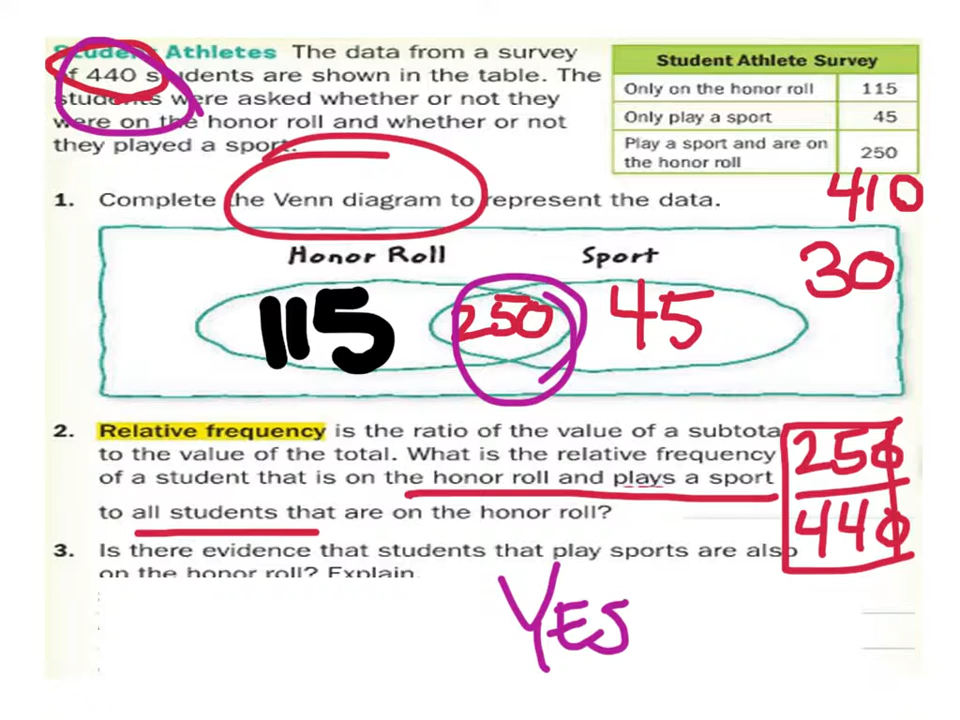 Student Athletes The data from a survey
of 440 students are shown in the table. The
students were asked whether or not they
were on the honor roll and whether or not
they played a sport.
Student Athlete Survey
Only on the honor roll 115
Only play a sport 45
Play a sport and are on
the honor roll 250
410
1. Complete the Venn diagram to represent the data.
30
Honor Roll Sport
115 250 45
2. Relative frequency is the ratio of the value of a subtota
to the value of the total. What is the relative frequency
of a student that is on the honor roll and plays a sport
to all students that are on the honor roll?
250
440
3. Is there evidence that students that play sports are also
on the honor roll? Explain.
YES